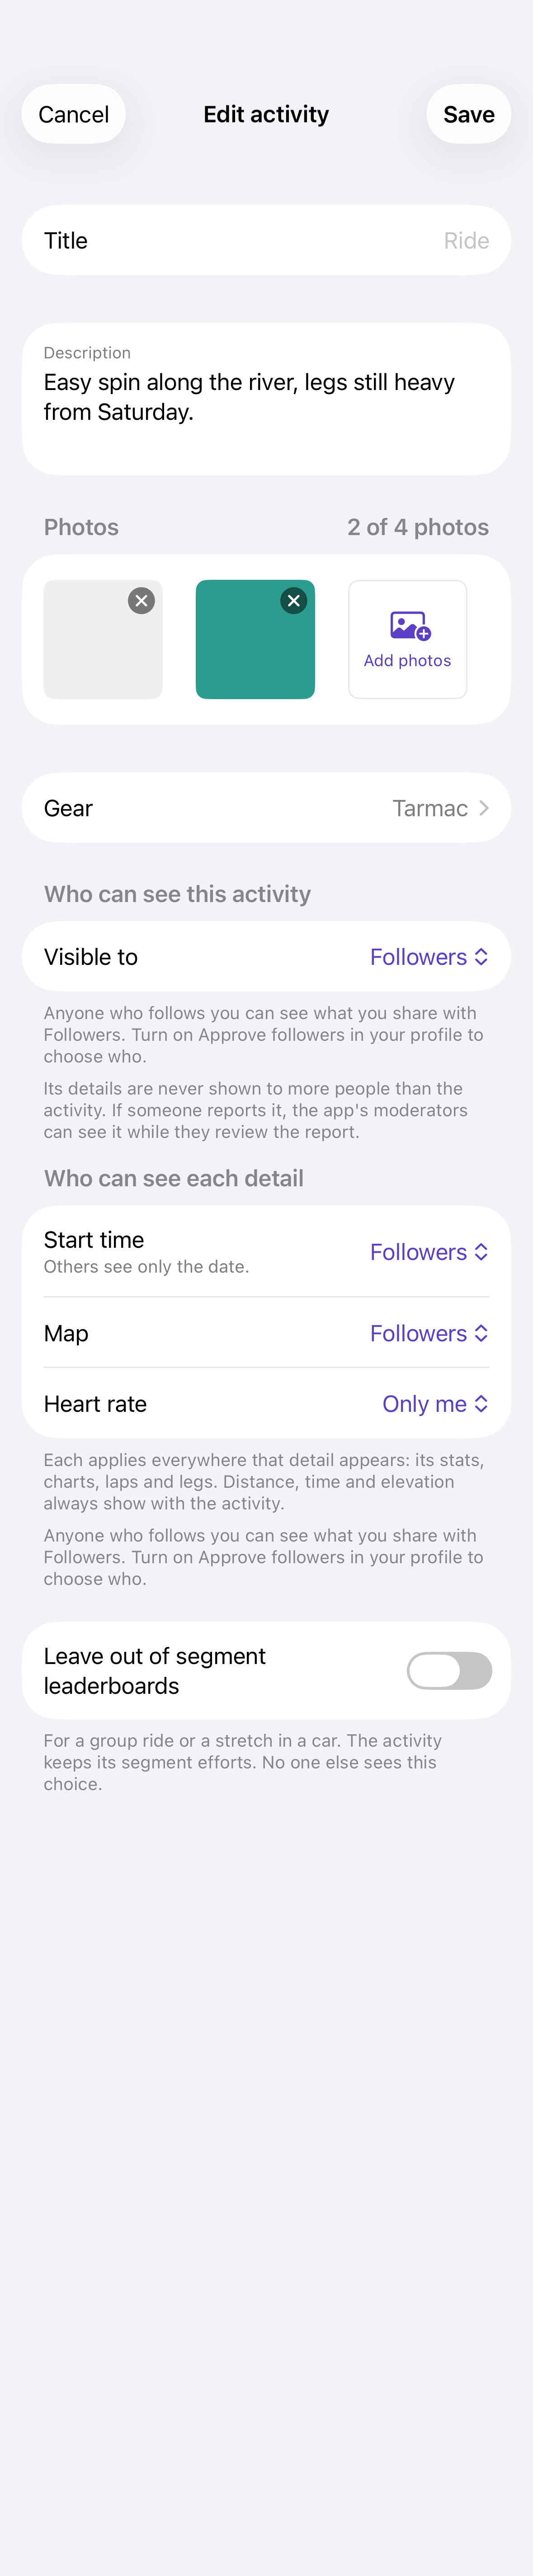 Cancel
Edit activity
Save
Title
Ride
Description
Easy spin along the river, legs still heavy
from Saturday.
Photos
2 of 4 photos
Add photos
Gear
Tarmac
Who can see this activity
Visible to
Followers
Anyone who follows you can see what you share with
Followers. Turn on Approve followers in your profile to
choose who.
Its details are never shown to more people than the
activity. If someone reports it, the app's moderators
can see it while they review the report.
Who can see each detail
Start time
Others see only the date.
Followers
Map
Followers
Heart rate
Only me
Each applies everywhere that detail appears: its stats,
charts, laps and legs. Distance, time and elevation
always show with the activity.
Anyone who follows you can see what you share with
Followers. Turn on Approve followers in your profile to
choose who.
Leave out of segment
leaderboards
For a group ride or a stretch in a car. The activity
keeps its segment efforts. No one else sees this
choice.